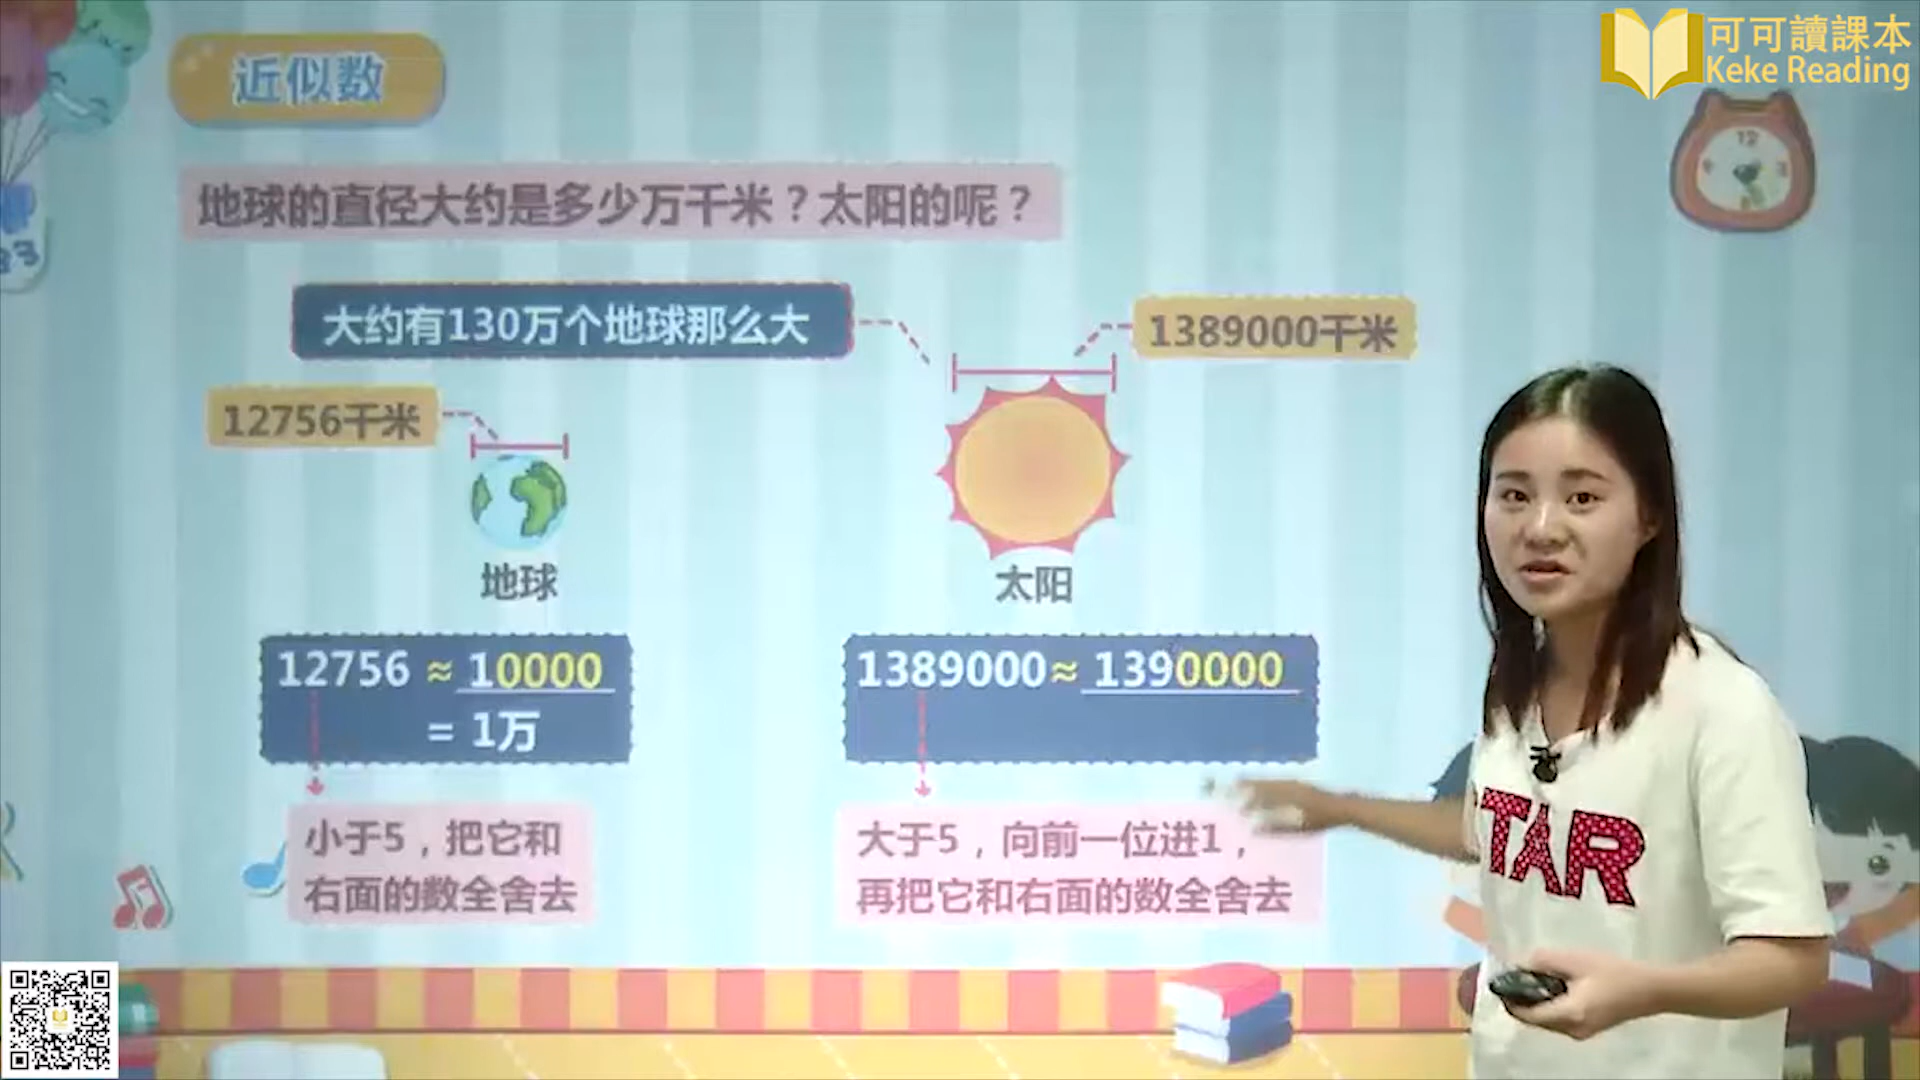 可可讀課本
Keke Reading
近似数
地球的直径大约是多少万千米？太阳的呢？
大约有130万个地球那么大
1389000千米
12756千米
地球
太阳
12756 ≈ 10000
= 1万
1389000≈ 1390000
小于5，把它和
右面的数全舍去
大于5，向前一位进1，
再把它和右面的数全舍去
TAR
12